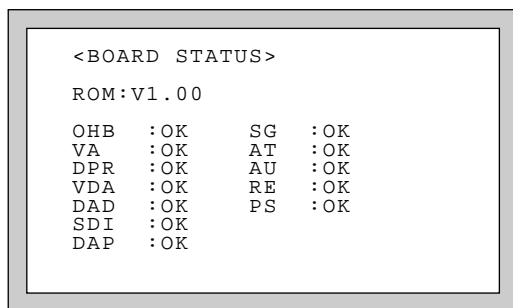 <BOARD STATUS>
ROM:V1.00
OHB :OK SG :OK
VA :OK AT :OK
DPR :OK AU :OK
VDA :OK RE :OK
DAD :OK PS :OK
SDI :OK
DAP :OK